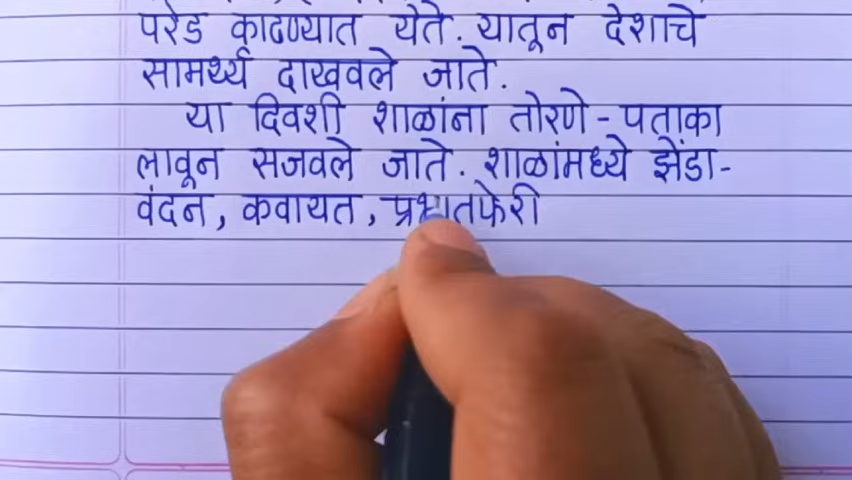 परेड काढण्यात येते. यातून देशाचे
सामर्थ्य दाखवले जाते.
या दिवशी शाळांना तोरणे - पताका
लावून सजवले जाते. शाळांमध्ये झेंडा-
वंदन, कवायत, प्रभातफेरी